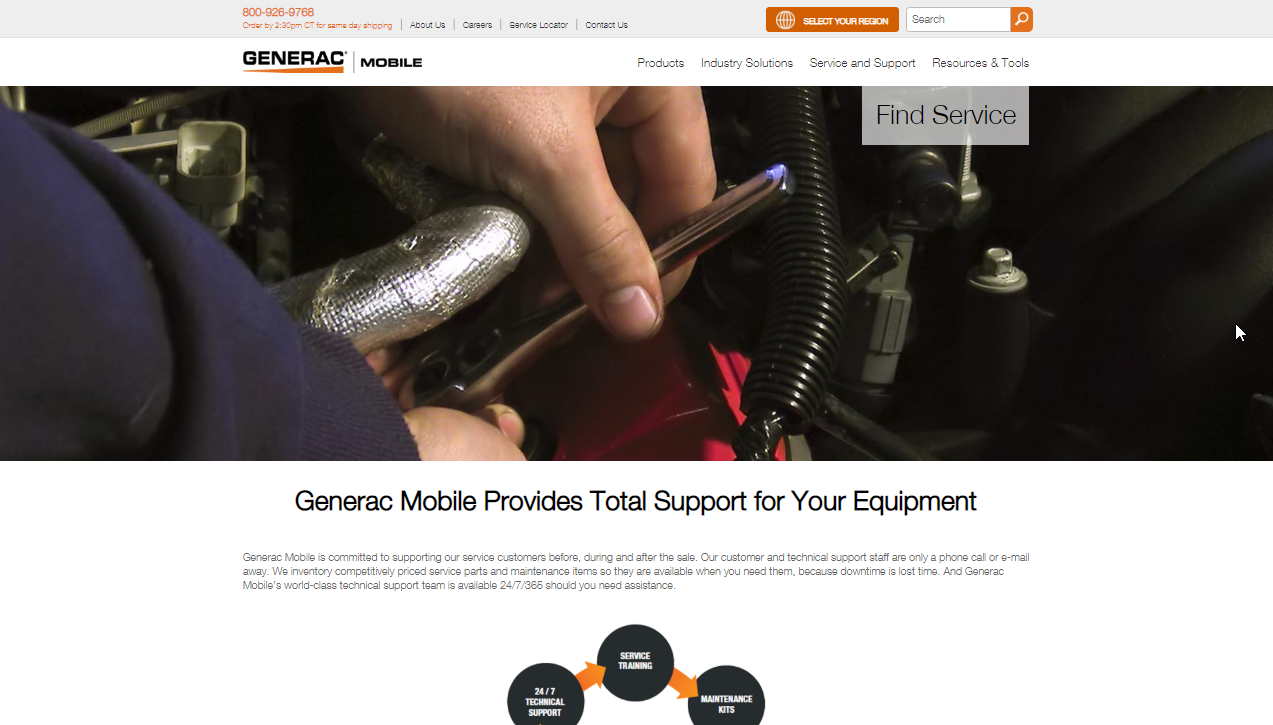 800-926-9768
Order by 2:30pm CT for same day shipping | About Us | Careers | Service Locator | Contact Us
SELECT YOUR REGION
Search
GENERAC® | MOBILE
Products Industry Solutions Service and Support Resources & Tools
Find Service
Generac Mobile Provides Total Support for Your Equipment
Generac Mobile is committed to supporting our service customers before, during and after the sale. Our customer and technical support staff are only a phone call or e-mail
away. We inventory competitively priced service parts and maintenance items so they are available when you need them, because downtime is lost time. And Generac
Mobile's world-class technical support team is available 24/7/365 should you need assistance.
SERVICE
TRAINING
24 / 7
TECHNICAL
SUPPORT
MAINTENANCE
KITS